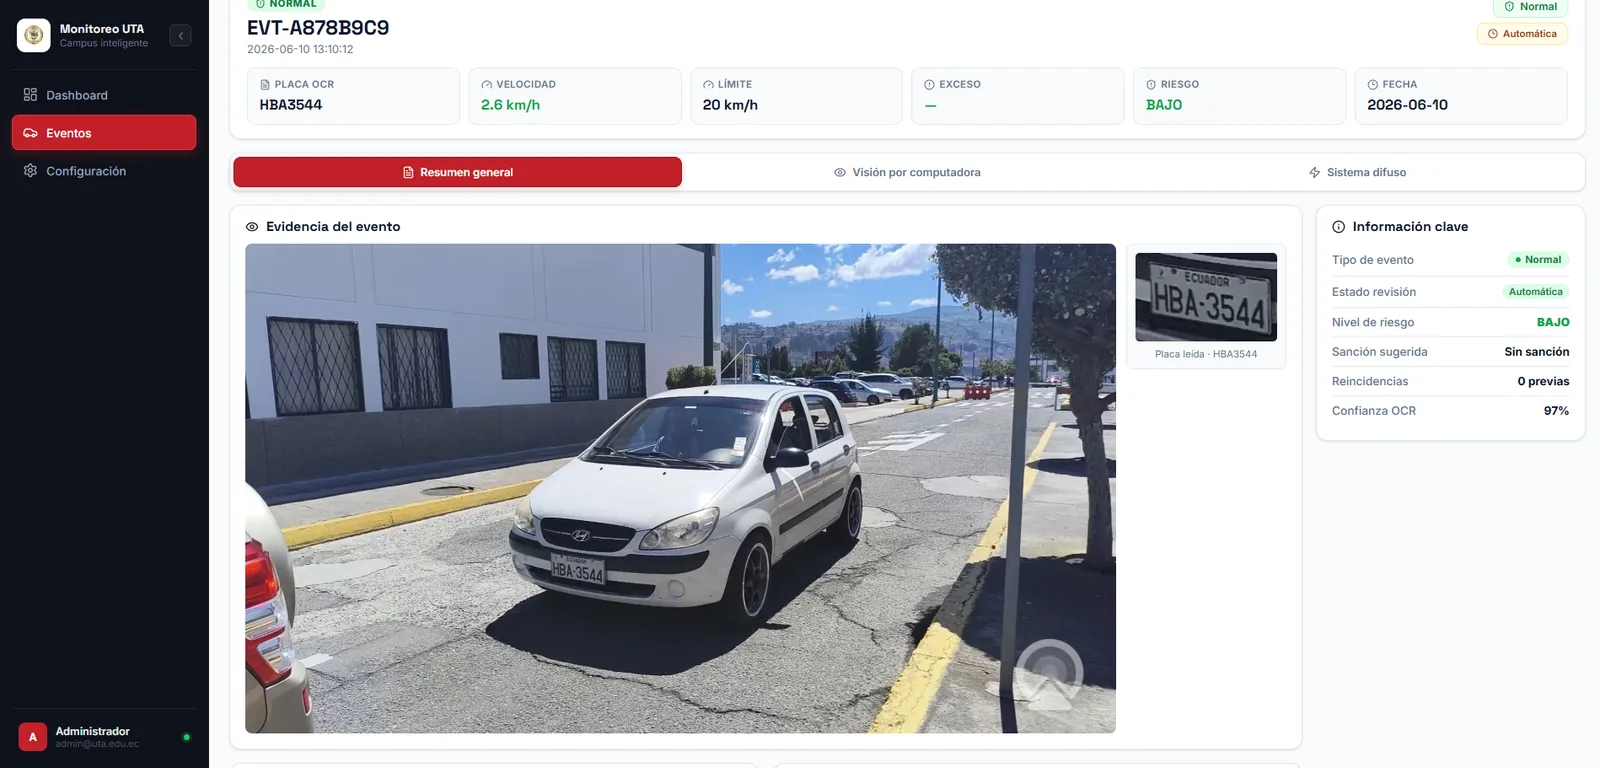 Monitoreo UTA
Campus inteligente
Dashboard
Eventos
Configuración
A
Administrador
admin@uta.edu.ec
NORMAL
EVT-A878B9C9
2026-06-10 13:10:12
Normal
Automática
PLACA OCR
HBA3544
VELOCIDAD
2.6 km/h
LÍMITE
20 km/h
EXCESO
—
RIESGO
BAJO
FECHA
2026-06-10
Resumen general
Visión por computadora
Sistema difuso
Evidencia del evento
ECUADOR
HBA-3544
ECUADOR
HBA-3544
Placa leída · HBA3544
Información clave
Tipo de evento
Normal
Estado revisión
Automática
Nivel de riesgo
BAJO
Sanción sugerida
Sin sanción
Reincidencias
0 previas
Confianza OCR
97%